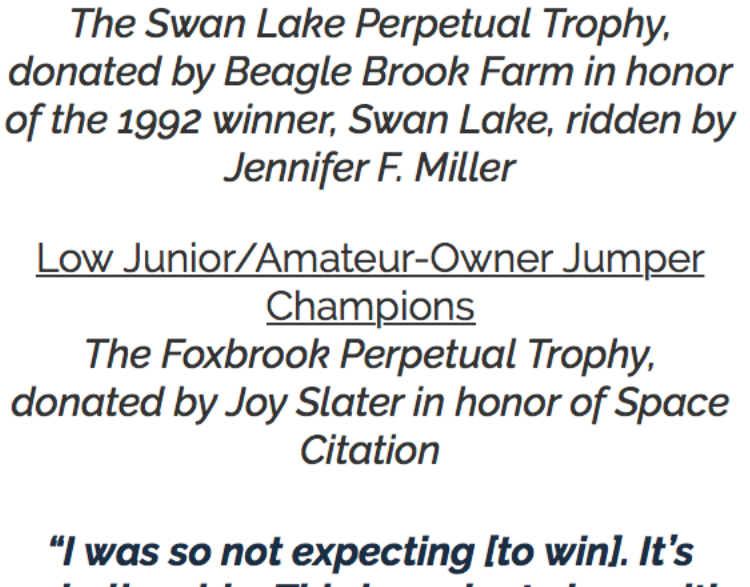 The Swan Lake Perpetual Trophy,
donated by Beagle Brook Farm in honor
of the 1992 winner, Swan Lake, ridden by
Jennifer F. Miller
Low Junior/Amateur-Owner Jumper
Champions
The Foxbrook Perpetual Trophy,
donated by Joy Slater in honor of Space
Citation
“I was so not expecting [to win]. It’s